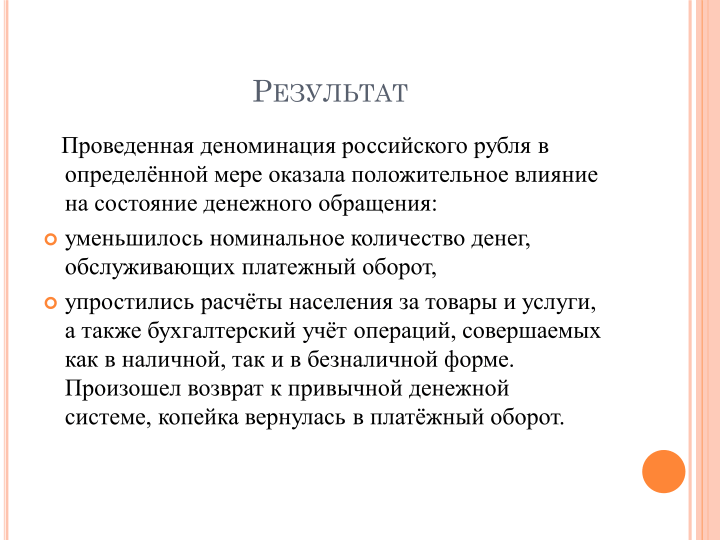 Результат
Проведенная деноминация российского рубля в
определённой мере оказала положительное влияние
на состояние денежного обращения:
уменьшилось номинальное количество денег,
обслуживающих платежный оборот,
упростились расчёты населения за товары и услуги,
а также бухгалтерский учёт операций, совершаемых
как в наличной, так и в безналичной форме.
Произошел возврат к привычной денежной
системе, копейка вернулась в платёжный оборот.